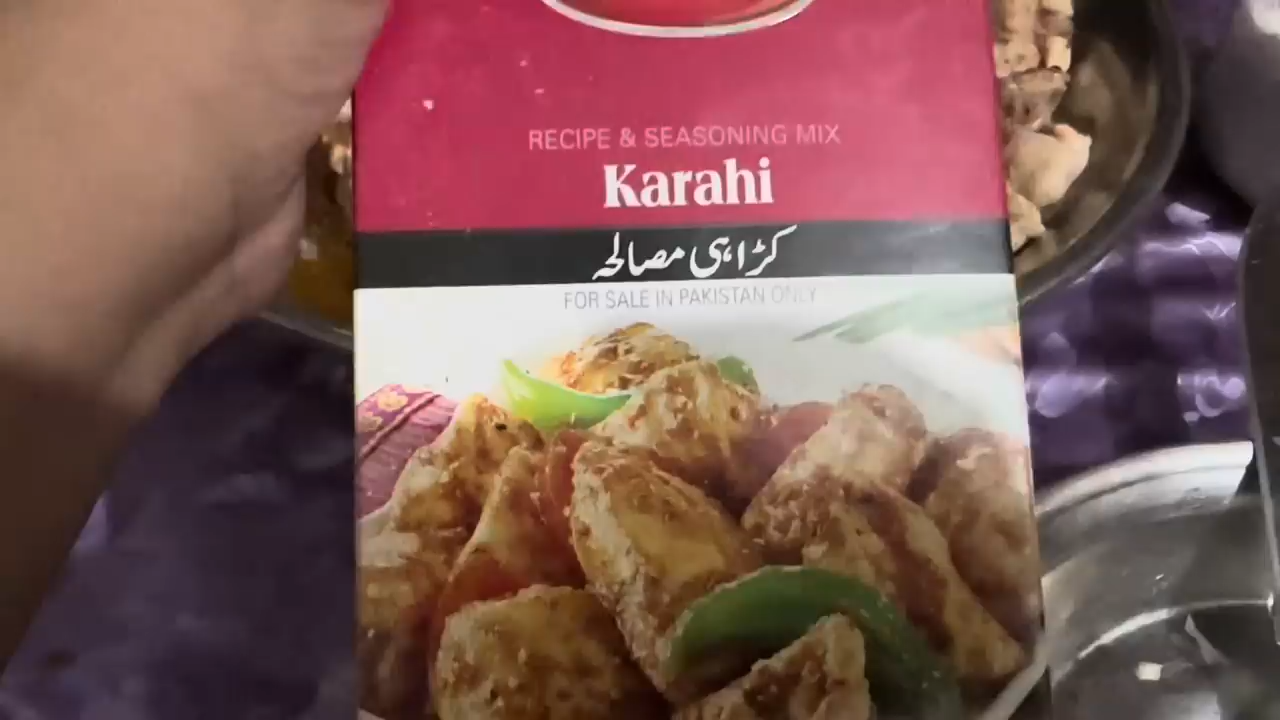 RECIPE & SEASONING MIX
Karahi
کڑاہی مصالحہ
FOR SALE IN PAKISTAN ONLY